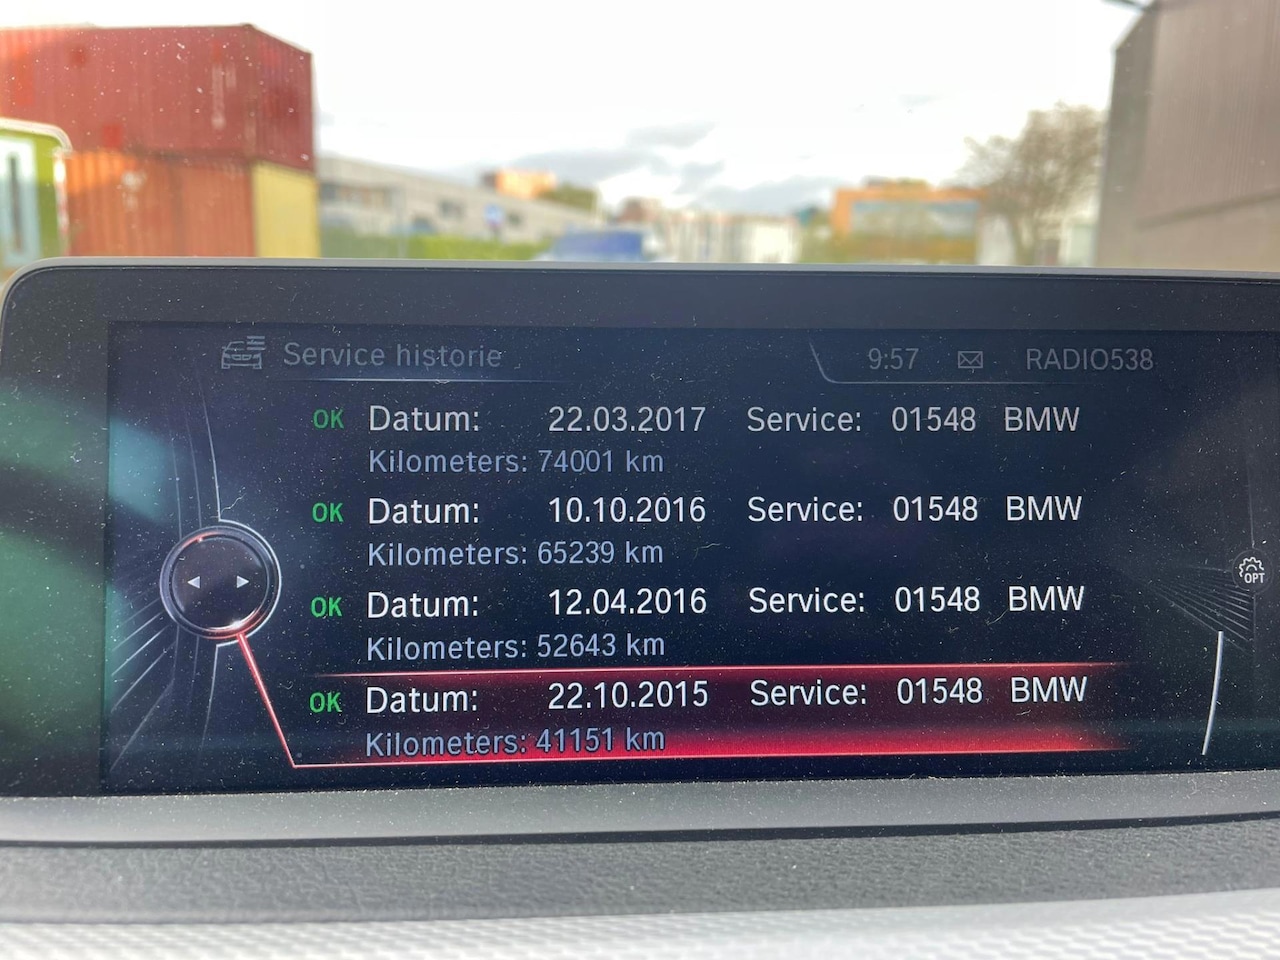 Service historie
9:57 RADIO538
OK Datum: 22.03.2017 Service: 01548 BMW
Kilometers: 74001 km
OK Datum: 10.10.2016 Service: 01548 BMW
Kilometers: 65239 km
OK Datum: 12.04.2016 Service: 01548 BMW
Kilometers: 52643 km
OK Datum: 22.10.2015 Service: 01548 BMW
Kilometers: 41151 km
OPT